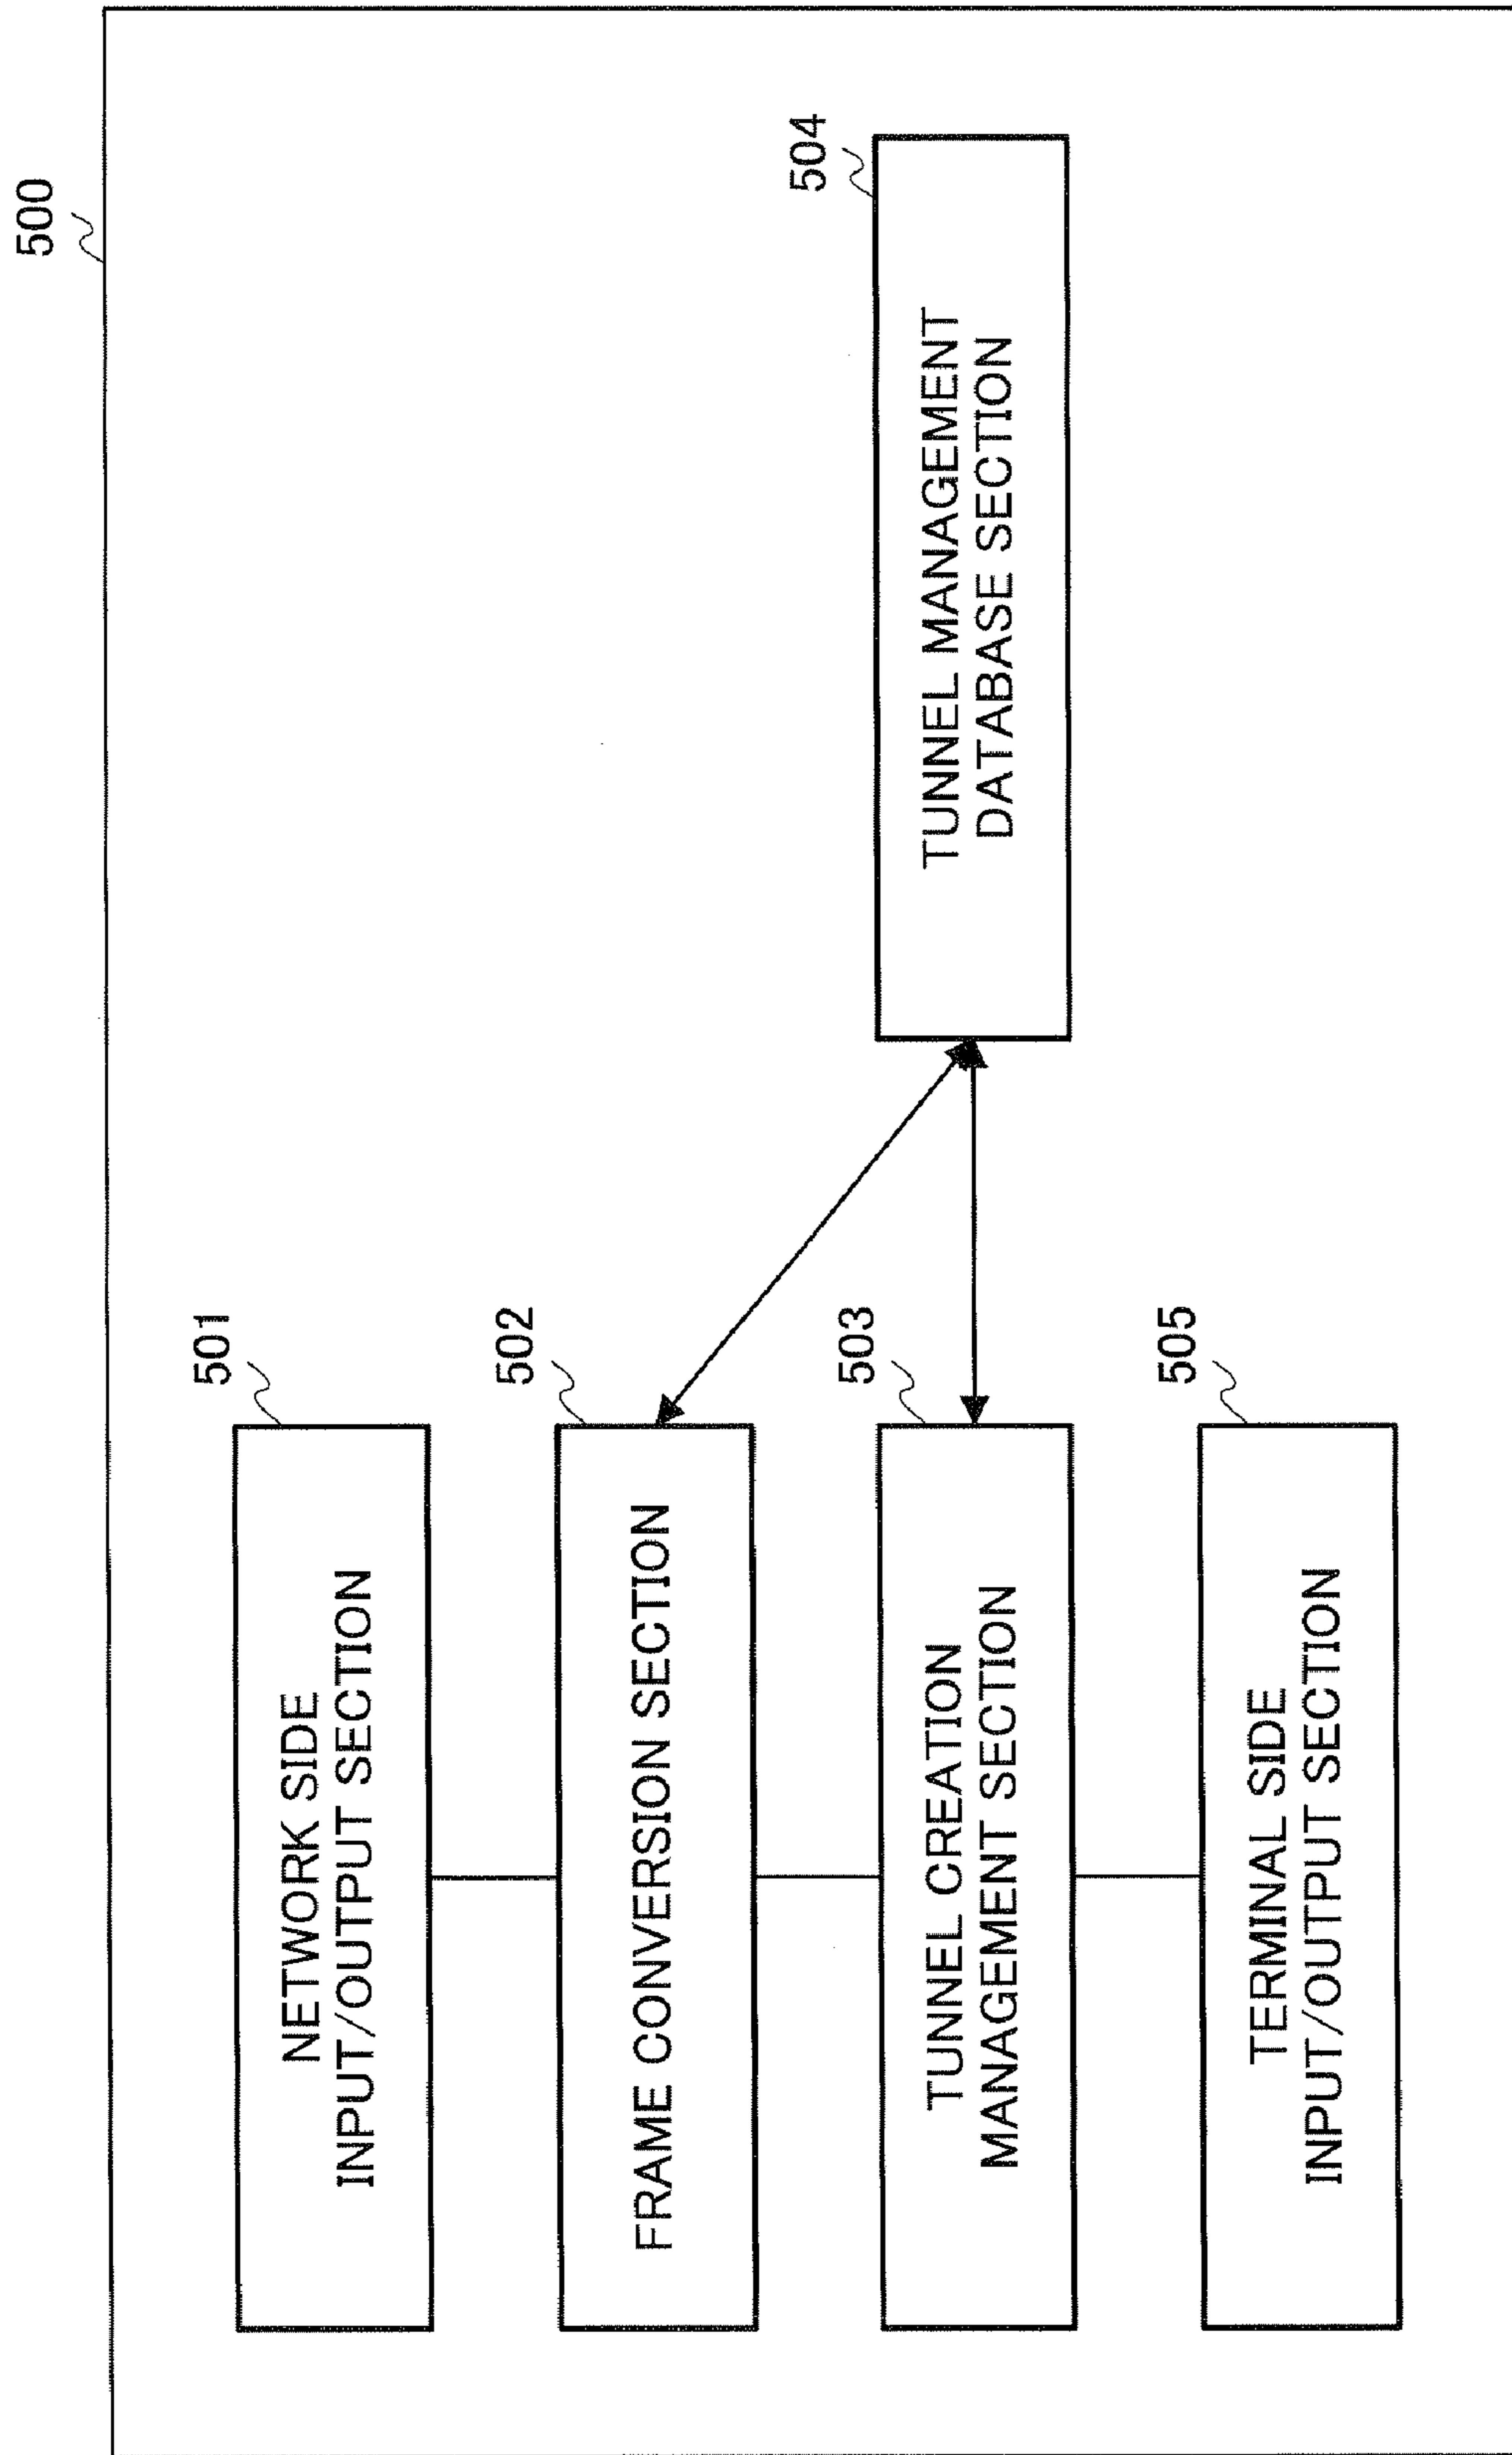 500
501
NETWORK SIDE
INPUT/OUTPUT SECTION
502
FRAME CONVERSION SECTION
504
TUNNEL MANAGEMENT
DATABASE SECTION
503
TUNNEL CREATION
MANAGEMENT SECTION
505
TERMINAL SIDE
INPUT/OUTPUT SECTION